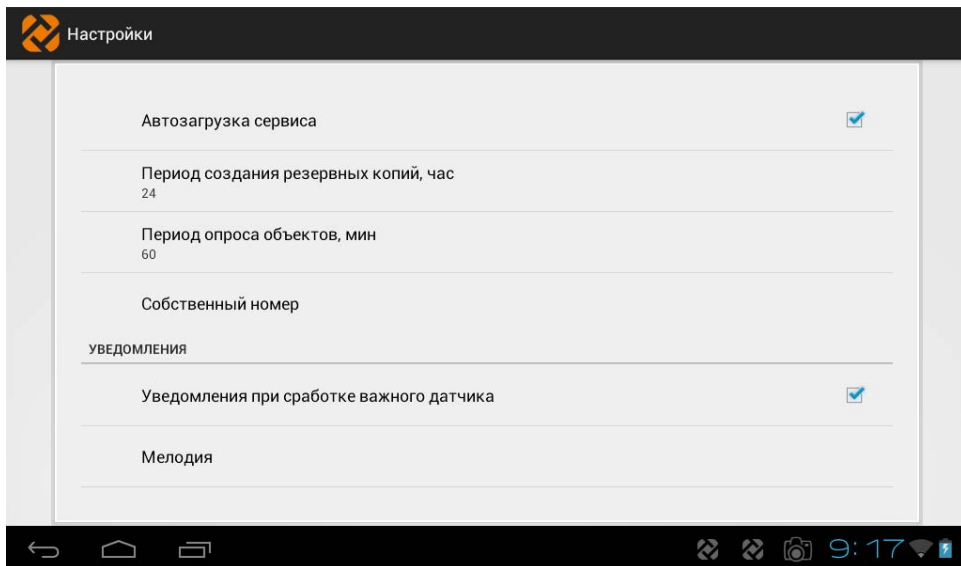 Настройки
Автозагрузка сервиса
Период создания резервных копий, час
24
Период опроса объектов, мин
60
Собственный номер
УВЕДОМЛЕНИЯ
Уведомления при сработке важного датчика
Мелодия
9:17